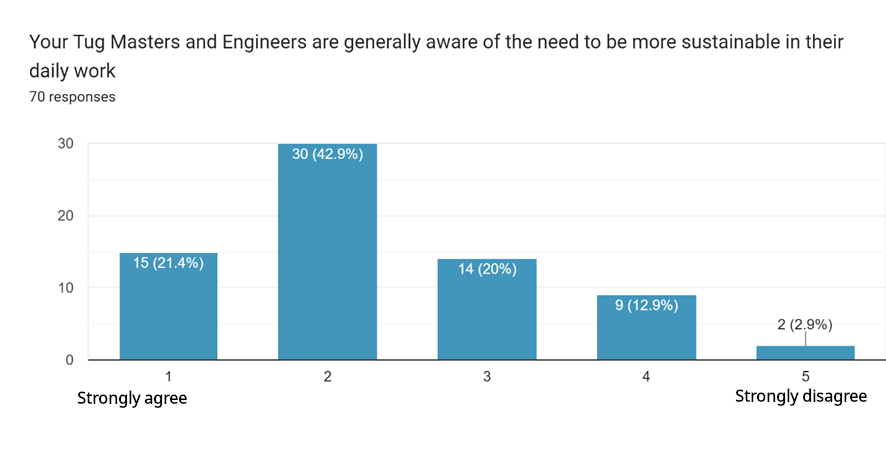 Your Tug Masters and Engineers are generally aware of the need to be more sustainable in their
daily work
70 responses
30
30 (42.9%)
20
15 (21.4%)
14 (20%)
10
9 (12.9%)
2 (2.9%)
0
1
2
3
4
5
Strongly agree
Strongly disagree